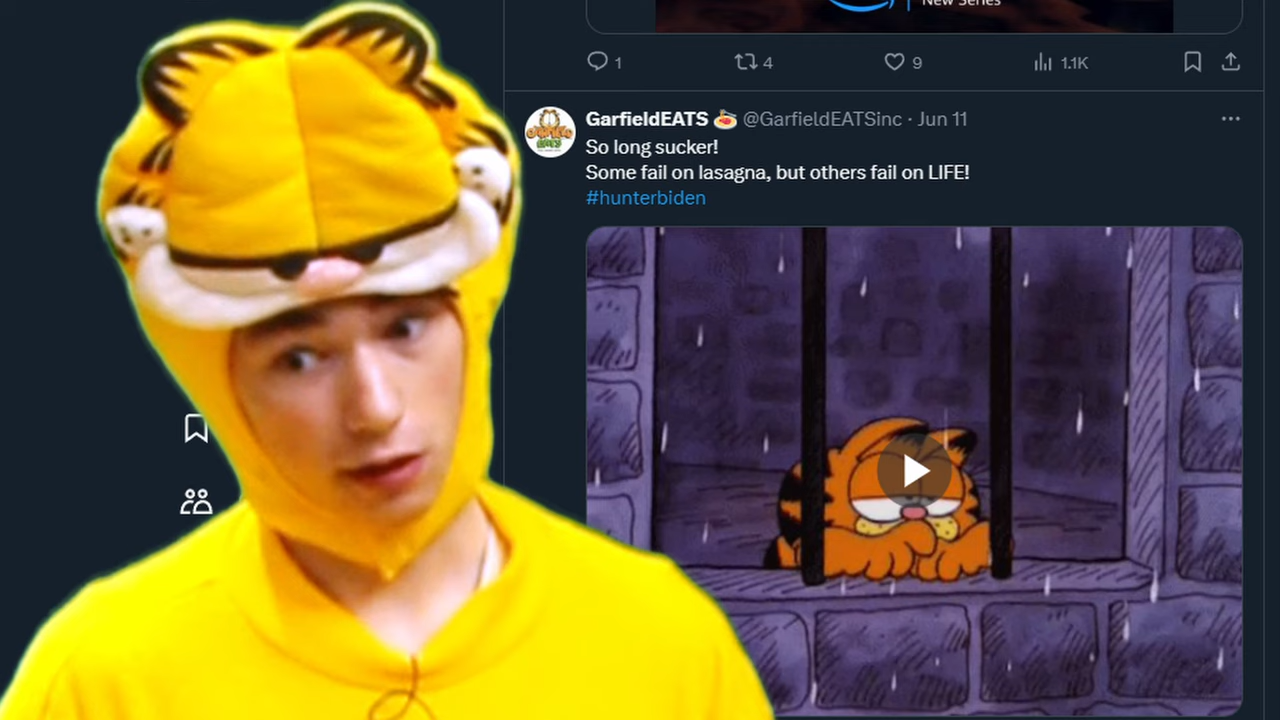 New Series
1
4
9
1.1K
GarfieldEATS @GarfieldEATSinc · Jun 11
So long sucker!
Some fail on lasagna, but others fail on LIFE!
#hunterbiden